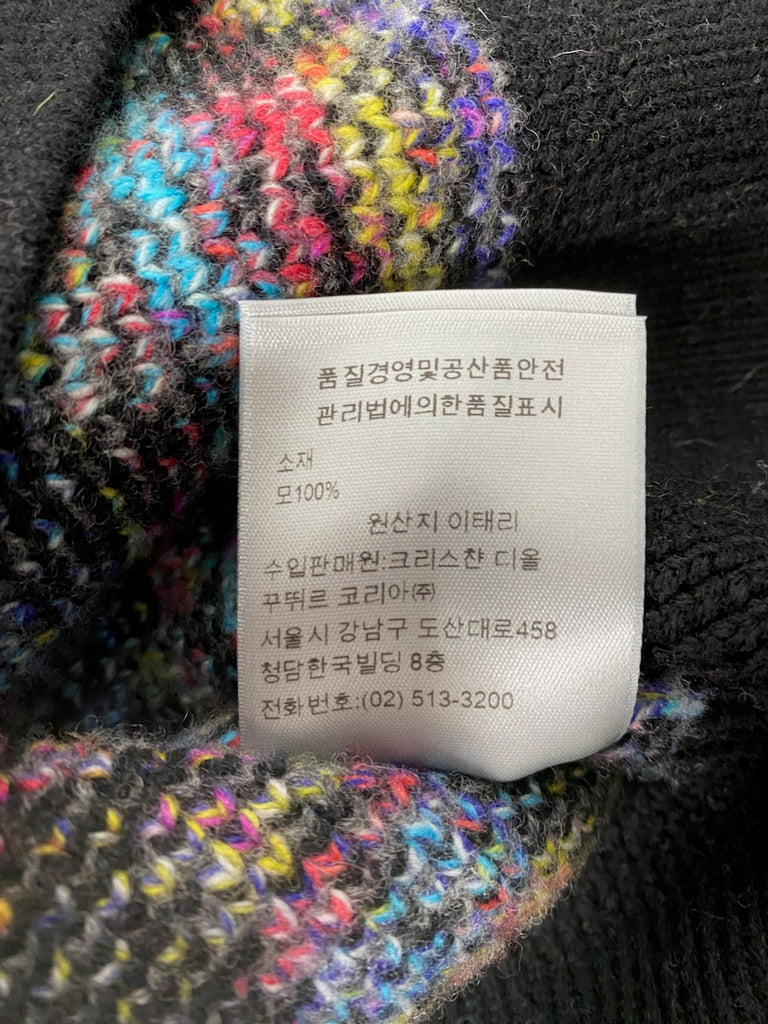 품질경영및공산품안전
관리법에의한품질표시
소재
모100%
원산지 이태리
수입판매원:크리스챤 디올
꾸뛰르 코리아㈜
서울시 강남구 도산대로458
청담한국빌딩 8층
전화번호:(02) 513-3200